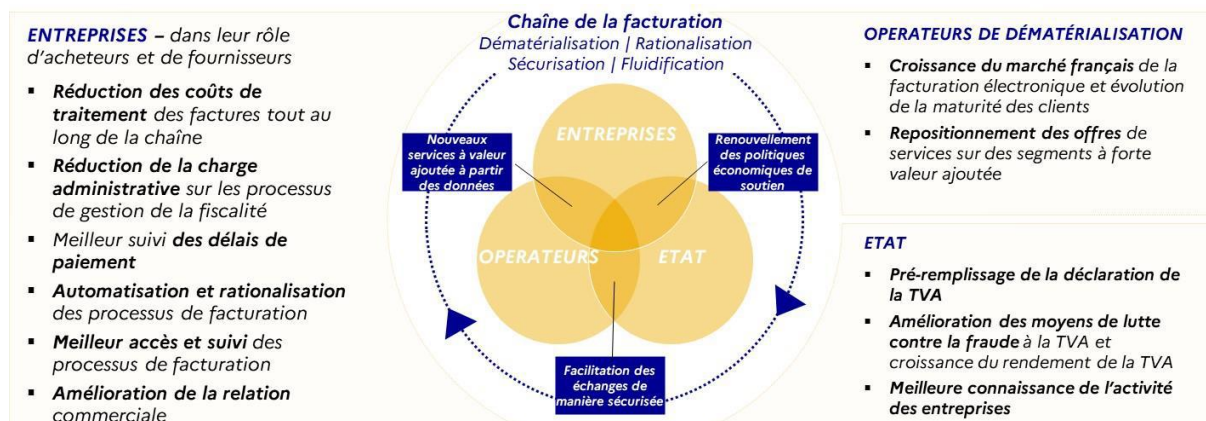 ENTREPRISES – dans leur rôle
d'acheteurs et de fournisseurs
▪ Réduction des coûts de
traitement des factures tout au
long de la chaîne
▪ Réduction de la charge
administrative sur les processus
de gestion de la fiscalité
▪ Meilleur suivi des délais de
paiement
▪ Automatisation et rationalisation
des processus de facturation
▪ Meilleur accès et suivi des
processus de facturation
▪ Amélioration de la relation
commerciale
Chaîne de la facturation
Dématérialisation | Rationalisation
Sécurisation | Fluidification
ENTREPRISES
Nouveaux
services à valeur
ajoutée à partir
des données
Renouvellement
des politiques
économiques de
soutien
OPERATEURS
ETAT
Facilitation des
échanges de
manière sécurisée
OPERATEURS DE DÉMATÉRIALISATION
▪ Croissance du marché français de la
facturation électronique et évolution
de la maturité des clients
▪ Repositionnement des offres de
services sur des segments à forte
valeur ajoutée
ETAT
▪ Pré-remplissage de la déclaration de
la TVA
▪ Amélioration des moyens de lutte
contre la fraude à la TVA et
croissance du rendement de la TVA
▪ Meilleure connaissance de l'activité
des entreprises